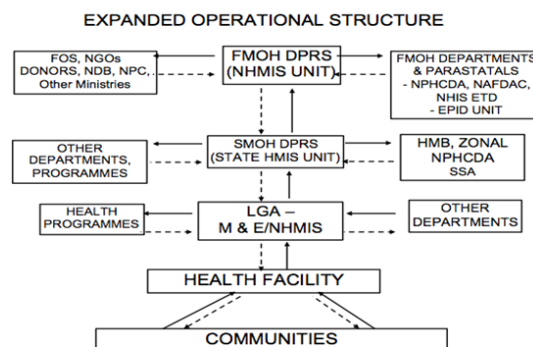 EXPANDED OPERATIONAL STRUCTURE
FOS, NGOs
DONORS, NDB, NPC,
Other Ministries
FMOH DPRS
(NHMIS UNIT)
FMOH DEPARTMENTS
& PARASTATALS
- NPHCDA, NAFDAC,
NHIS ETD
- EPID UNIT
OTHER
DEPARTMENTS,
PROGRAMMES
SMOH DPRS
(STATE HMIS UNIT)
HMB, ZONAL
NPHCDA
SSA
HEALTH
PROGRAMMES
LGA –
M & E/NHMIS
OTHER
DEPARTMENTS
HEALTH FACILITY
COMMUNITIES